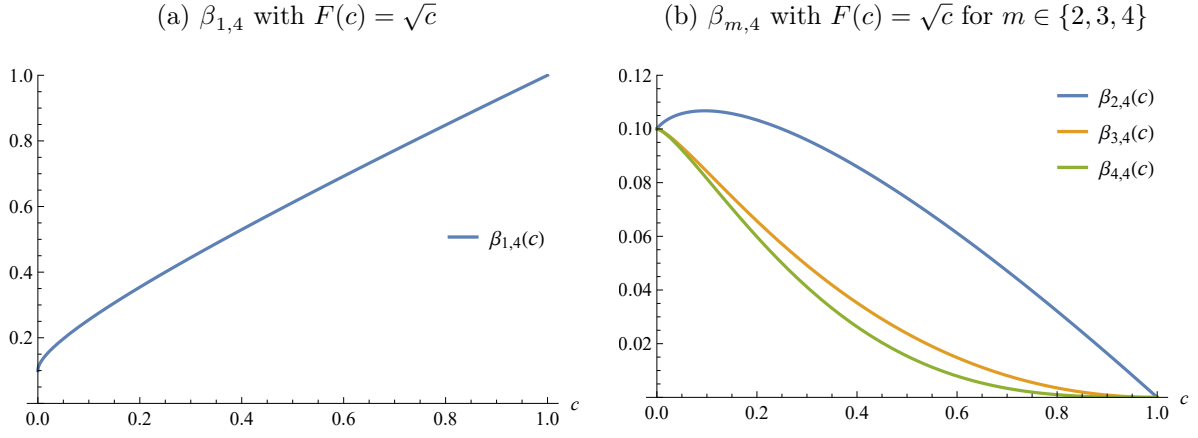 (a) β₁,₄ with F(c) = √c
1.0
0.8
0.6
0.4
0.2
0.0 0.2 0.4 0.6 0.8 1.0 c
β₁,₄(c)
(b) βₘ,₄ with F(c) = √c for m ∈ {2, 3, 4}
0.12
0.10
0.08
0.06
0.04
0.02
0.0 0.2 0.4 0.6 0.8 1.0 c
β₂,₄(c)
β₃,₄(c)
β₄,₄(c)